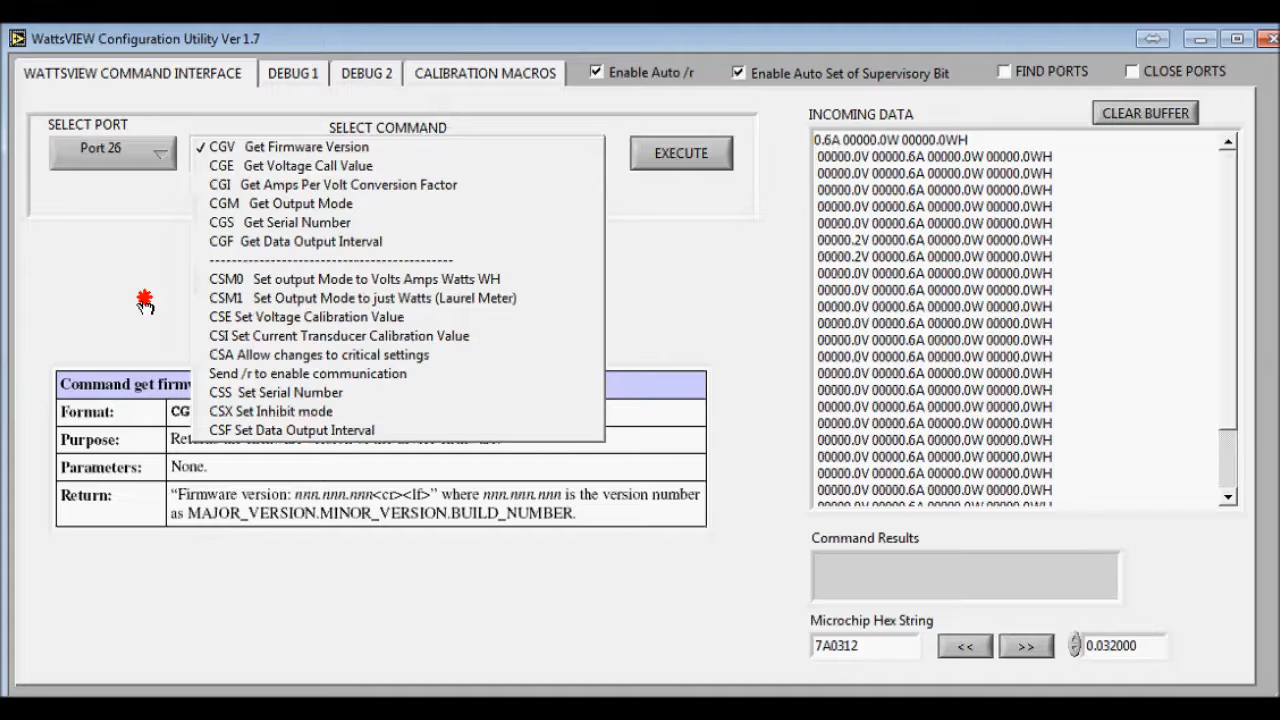 WattsVIEW Configuration Utility Ver 1.7
WATTSVIEW COMMAND INTERFACE
DEBUG 1
DEBUG 2
CALIBRATION MACROS
Enable Auto /r
Enable Auto Set of Supervisory Bit
FIND PORTS
CLOSE PORTS
SELECT PORT
Port 26
SELECT COMMAND
CGV Get Firmware Version
CGE Get Voltage Call Value
CGI Get Amps Per Volt Conversion Factor
CGM Get Output Mode
CGS Get Serial Number
CGF Get Data Output Interval
-------------------------------------------
CSM0 Set output Mode to Volts Amps Watts WH
CSM1 Set Output Mode to just Watts (Laurel Meter)
CSE Set Voltage Calibration Value
CSI Set Current Transducer Calibration Value
CSA Allow changes to critical settings
Send /r to enable communication
CSS Set Serial Number
CSX Set Inhibit mode
CSF Set Data Output Interval
EXECUTE
Command get firmw
Format: CG
Purpose:
Parameters: None.
Return: “Firmware version: nnn.nnn.nnn<cr><lf>” where nnn.nnn.nnn is the version number
as MAJOR_VERSION.MINOR_VERSION.BUILD_NUMBER.
INCOMING DATA
CLEAR BUFFER
0.6A 00000.0W 00000.0WH
00000.0V 00000.6A 00000.0W 00000.0WH
00000.0V 00000.6A 00000.0W 00000.0WH
00000.0V 00000.6A 00000.0W 00000.0WH
00000.0V 00000.6A 00000.0W 00000.0WH
00000.0V 00000.6A 00000.0W 00000.0WH
00000.2V 00000.6A 00000.0W 00000.0WH
00000.2V 00000.6A 00000.0W 00000.0WH
00000.0V 00000.6A 00000.0W 00000.0WH
00000.0V 00000.6A 00000.0W 00000.0WH
00000.0V 00000.6A 00000.0W 00000.0WH
00000.0V 00000.6A 00000.0W 00000.0WH
00000.0V 00000.6A 00000.0W 00000.0WH
00000.0V 00000.6A 00000.0W 00000.0WH
00000.0V 00000.6A 00000.0W 00000.0WH
00000.0V 00000.6A 00000.0W 00000.0WH
00000.0V 00000.6A 00000.0W 00000.0WH
00000.0V 00000.6A 00000.0W 00000.0WH
00000.0V 00000.6A 00000.0W 00000.0WH
00000.0V 00000.6A 00000.0W 00000.0WH
00000.0V 00000.6A 00000.0W 00000.0WH
00000.0V 00000.6A 00000.0W 00000.0WH
Command Results
Microchip Hex String
7A0312
<<
>>
0.032000